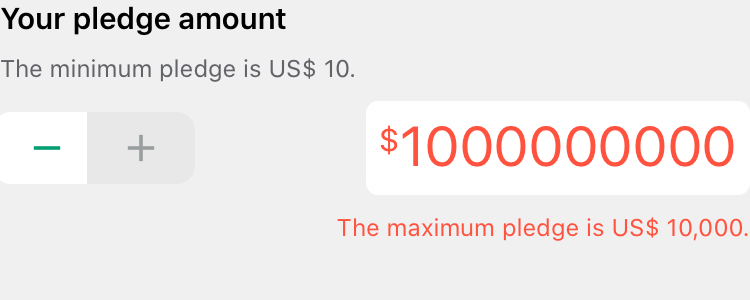 Your pledge amount
The minimum pledge is US$ 10.
− +
$1000000000
The maximum pledge is US$ 10,000.